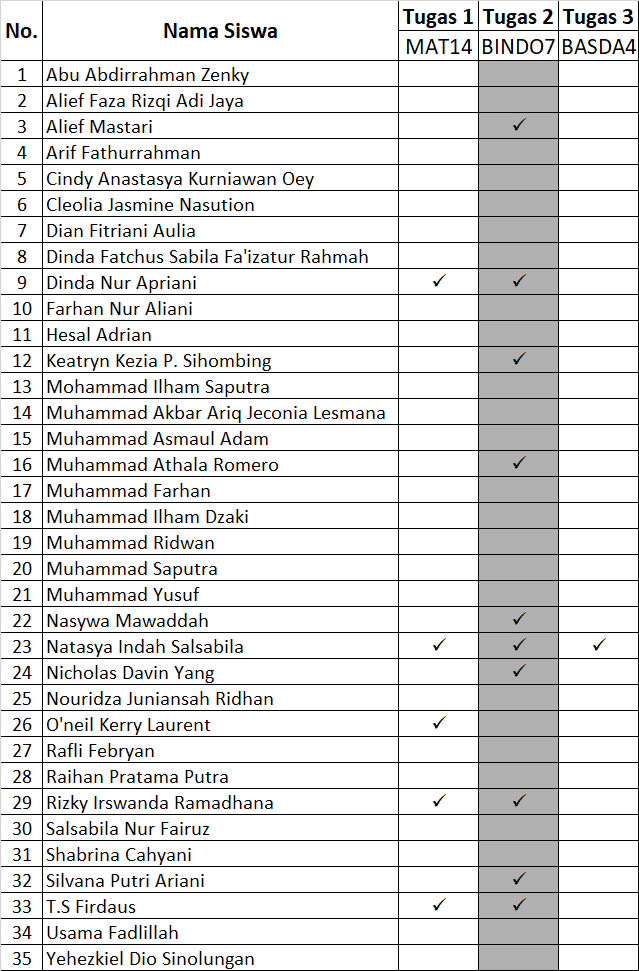 No. Nama Siswa Tugas 1 Tugas 2 Tugas 3
MAT14 BINDO7 BASDA4
1 Abu Abdirrahman Zenky
2 Alief Faza Rizqi Adi Jaya
3 Alief Mastari ✓
4 Arif Fathurrahman
5 Cindy Anastasya Kurniawan Oey
6 Cleolia Jasmine Nasution
7 Dian Fitriani Aulia
8 Dinda Fatchus Sabila Fa'izatur Rahmah
9 Dinda Nur Apriani ✓ ✓
10 Farhan Nur Aliani
11 Hesal Adrian
12 Keatryn Kezia P. Sihombing ✓
13 Mohammad Ilham Saputra
14 Muhammad Akbar Ariq Jeconia Lesmana
15 Muhammad Asmaul Adam
16 Muhammad Athala Romero ✓
17 Muhammad Farhan
18 Muhammad Ilham Dzaki
19 Muhammad Ridwan
20 Muhammad Saputra
21 Muhammad Yusuf
22 Nasywa Mawaddah ✓
23 Natasya Indah Salsabila ✓ ✓ ✓
24 Nicholas Davin Yang ✓
25 Nouridza Juniansah Ridhan
26 O'neil Kerry Laurent ✓
27 Rafli Febryan
28 Raihan Pratama Putra
29 Rizky Irswanda Ramadhana ✓ ✓
30 Salsabila Nur Fairuz
31 Shabrina Cahyani
32 Silvana Putri Ariani ✓
33 T.S Firdaus ✓ ✓
34 Usama Fadlillah
35 Yehezkiel Dio Sinolungan